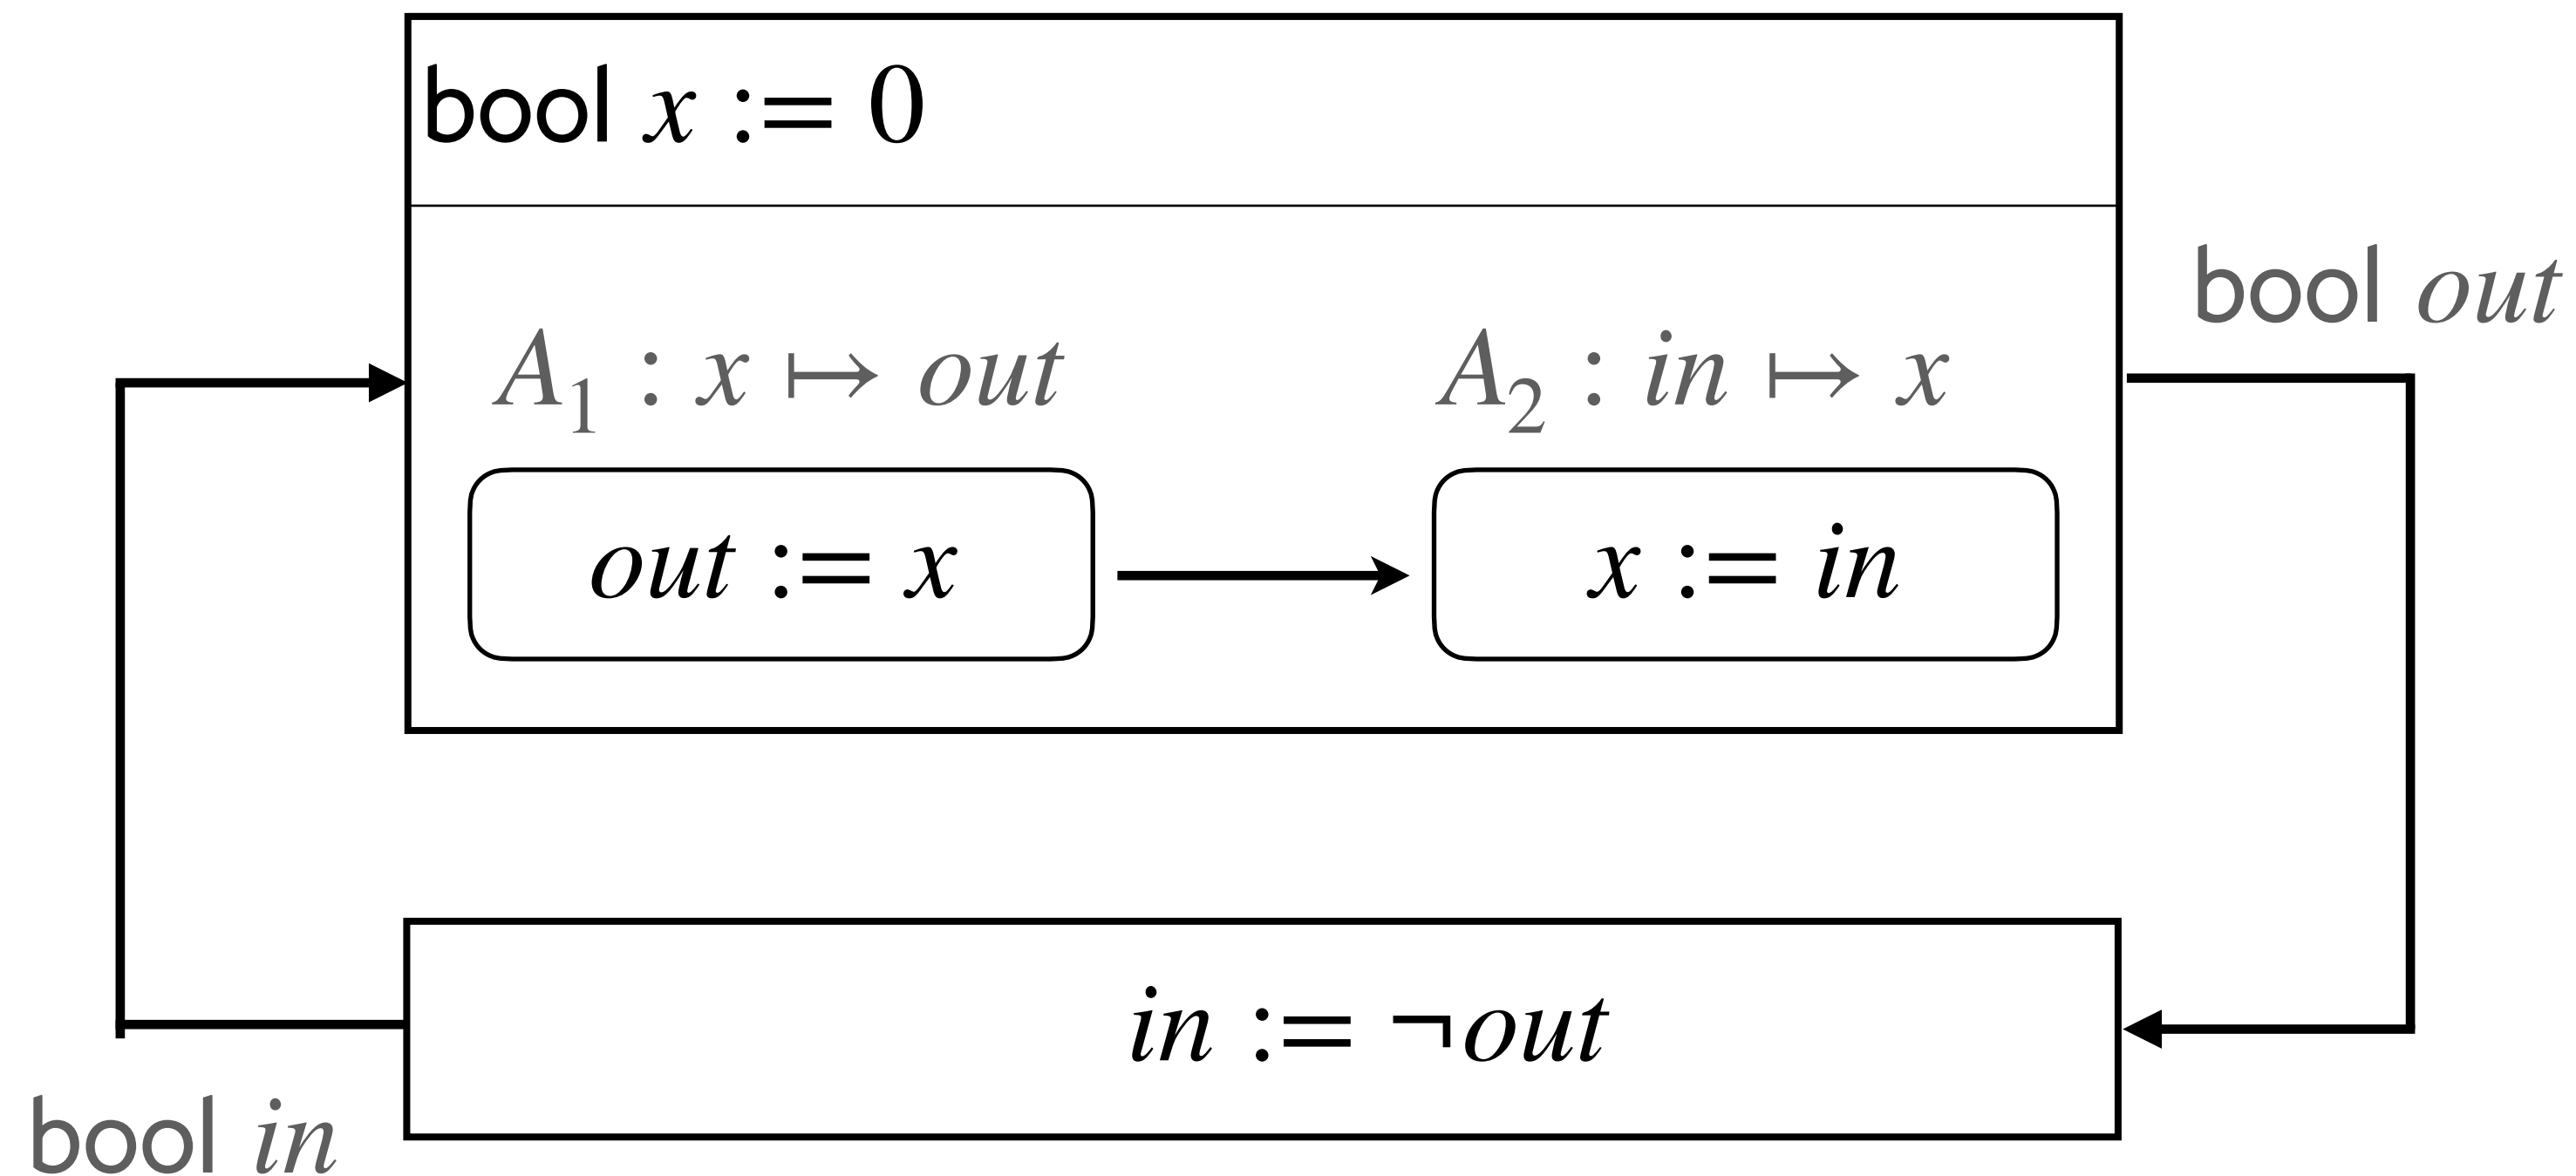 bool x := 0
bool out
A₁ : x ↦ out
A₂ : in ↦ x
out := x
x := in
in := ¬out
bool in